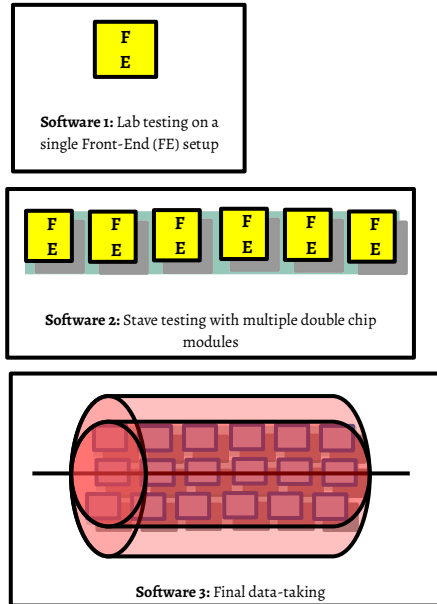 F
E
Software 1: Lab testing on a
single Front-End (FE) setup
F F F F F F
E E E E E E
Software 2: Stave testing with multiple double chip
modules
Software 3: Final data-taking